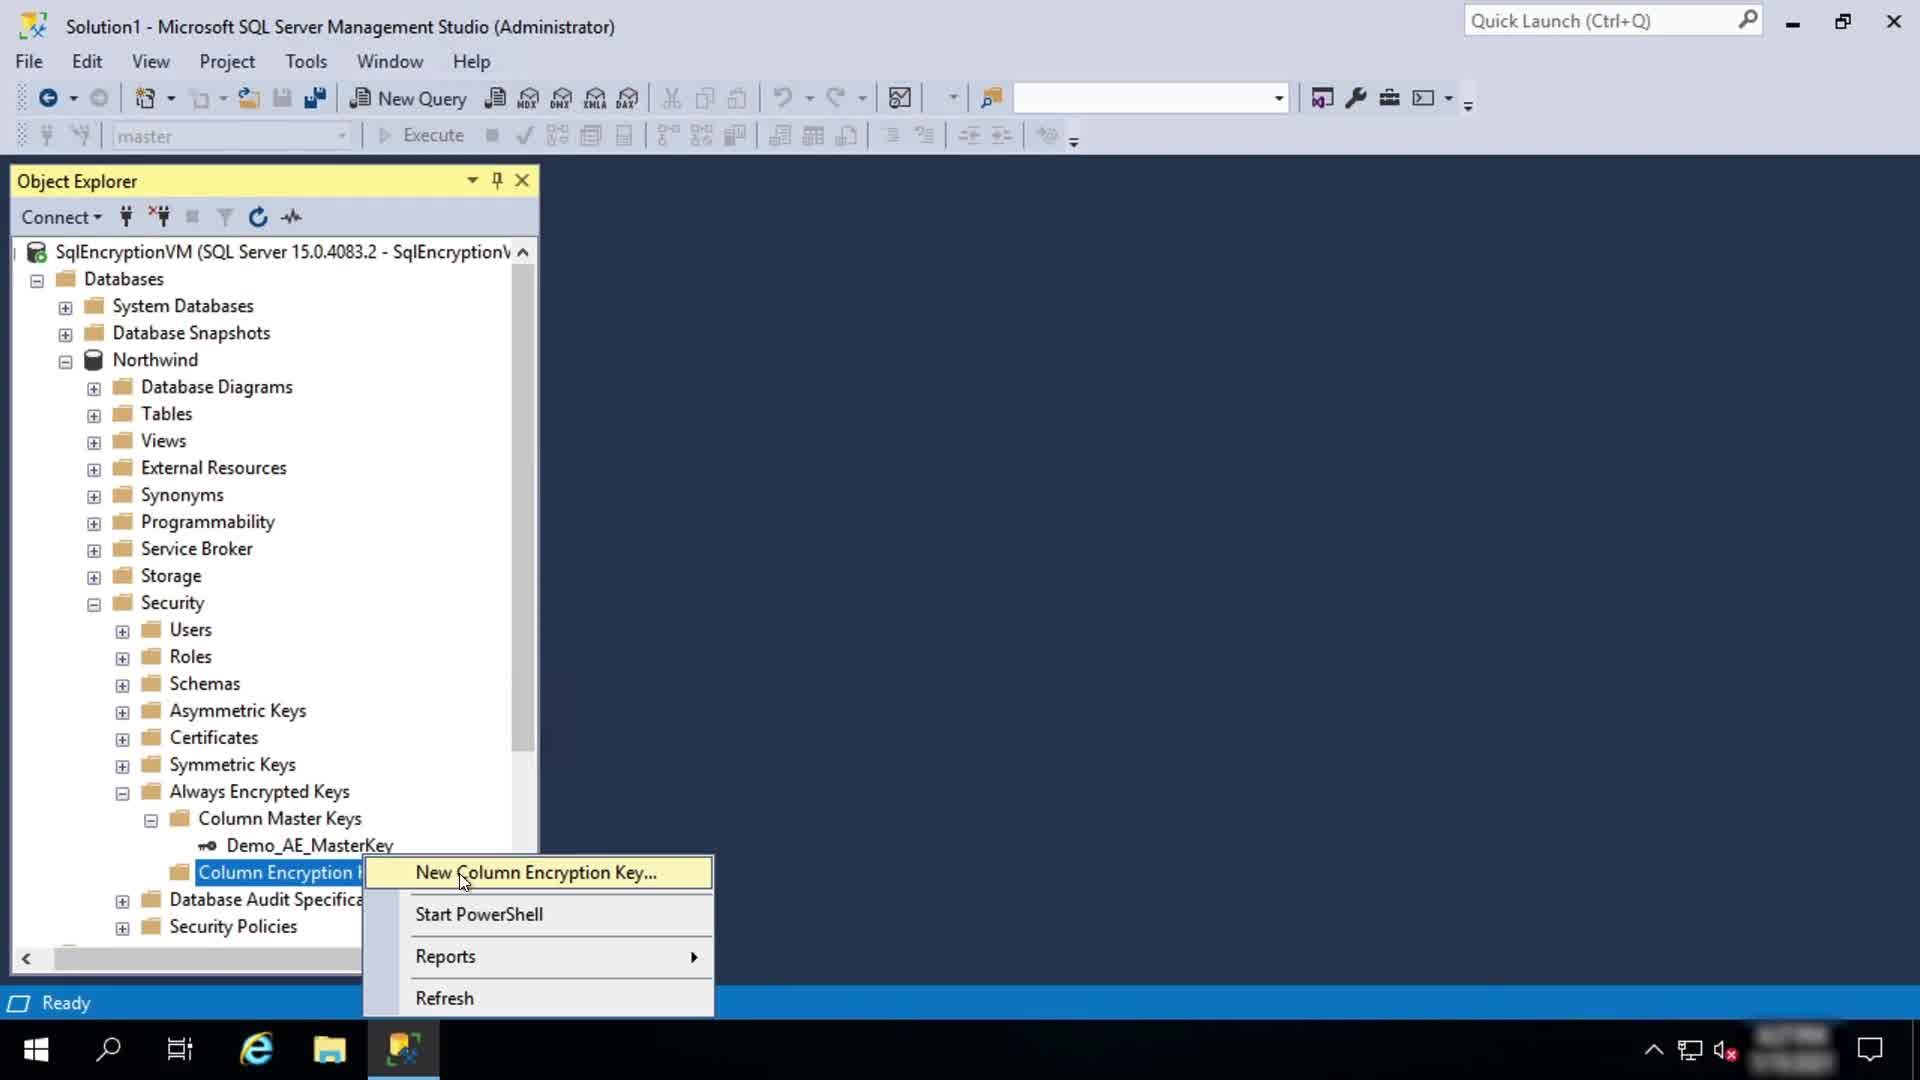 Solution1 - Microsoft SQL Server Management Studio (Administrator)
Quick Launch (Ctrl+Q)
File Edit View Project Tools Window Help
New Query MDX DMX XMLA DAX
master Execute
Object Explorer
Connect
SqlEncryptionVM (SQL Server 15.0.4083.2 - SqlEncryptionV
Databases
System Databases
Database Snapshots
Northwind
Database Diagrams
Tables
Views
External Resources
Synonyms
Programmability
Service Broker
Storage
Security
Users
Roles
Schemas
Asymmetric Keys
Certificates
Symmetric Keys
Always Encrypted Keys
Column Master Keys
Demo_AE_MasterKey
Column Encryption
New Column Encryption Key...
Database Audit Specifica
Start PowerShell
Security Policies
Reports
Refresh
Ready